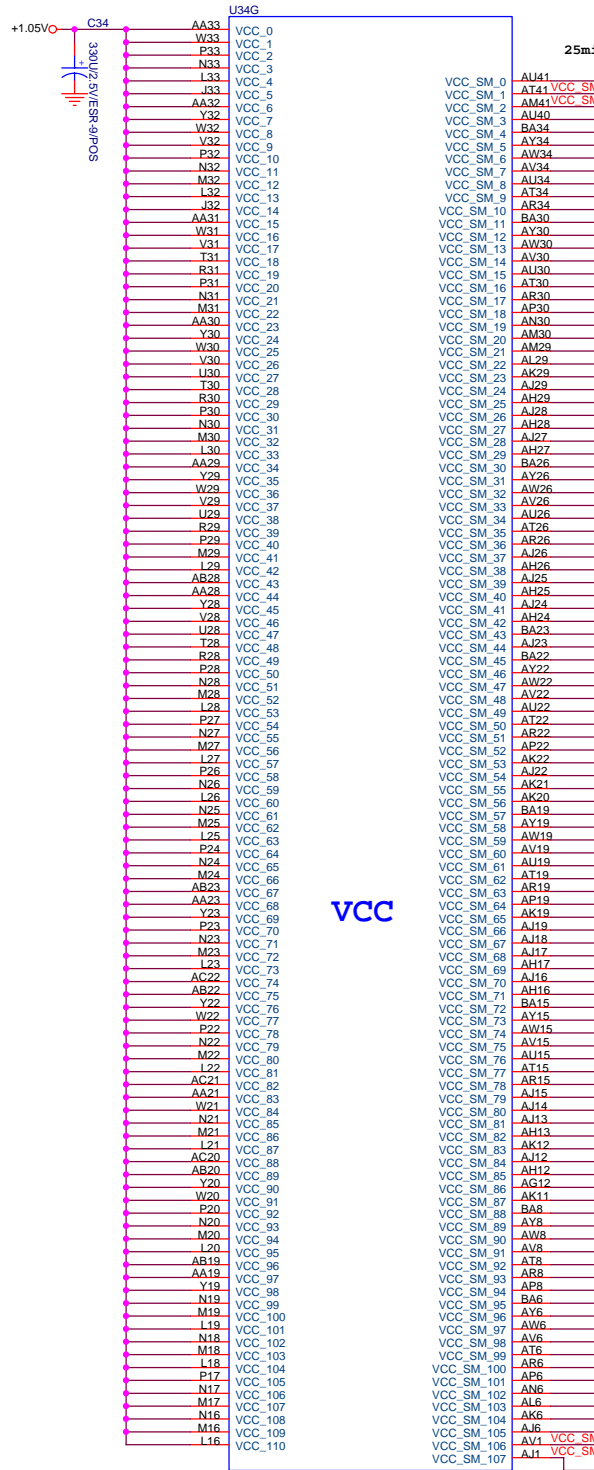 U34G
+1.05V C34
330U/2.5V/ESR-9/POS
+
25mi
AA33 VCC_0
W33 VCC_1
P33 VCC_2
N33 VCC_3
L33 VCC_4 VCC_SM_0 AU41
J33 VCC_5 VCC_SM_1 AT41 VCC_SM
AA32 VCC_6 VCC_SM_2 AM41 VCC_SM
Y32 VCC_7 VCC_SM_3 AU40
W32 VCC_8 VCC_SM_4 BA34
V32 VCC_9 VCC_SM_5 AY34
P32 VCC_10 VCC_SM_6 AW34
N32 VCC_11 VCC_SM_7 AV34
M32 VCC_12 VCC_SM_8 AU34
L32 VCC_13 VCC_SM_9 AT34
J32 VCC_14 VCC_SM_10 AR34
AA31 VCC_15 VCC_SM_11 BA30
W31 VCC_16 VCC_SM_12 AY30
V31 VCC_17 VCC_SM_13 AW30
T31 VCC_18 VCC_SM_14 AV30
R31 VCC_19 VCC_SM_15 AU30
P31 VCC_20 VCC_SM_16 AT30
N31 VCC_21 VCC_SM_17 AR30
M31 VCC_22 VCC_SM_18 AP30
AA30 VCC_23 VCC_SM_19 AN30
Y30 VCC_24 VCC_SM_20 AM30
W30 VCC_25 VCC_SM_21 AM29
V30 VCC_26 VCC_SM_22 AL29
U30 VCC_27 VCC_SM_23 AK29
T30 VCC_28 VCC_SM_24 AJ29
R30 VCC_29 VCC_SM_25 AH29
P30 VCC_30 VCC_SM_26 AJ28
N30 VCC_31 VCC_SM_27 AH28
M30 VCC_32 VCC_SM_28 AJ27
L30 VCC_33 VCC_SM_29 AH27
AA29 VCC_34 VCC_SM_30 BA26
Y29 VCC_35 VCC_SM_31 AY26
W29 VCC_36 VCC_SM_32 AW26
V29 VCC_37 VCC_SM_33 AV26
U29 VCC_38 VCC_SM_34 AU26
R29 VCC_39 VCC_SM_35 AT26
P29 VCC_40 VCC_SM_36 AR26
M29 VCC_41 VCC_SM_37 AJ26
L29 VCC_42 VCC_SM_38 AH26
AB28 VCC_43 VCC_SM_39 AJ25
AA28 VCC_44 VCC_SM_40 AH25
Y28 VCC_45 VCC_SM_41 AJ24
V28 VCC_46 VCC_SM_42 AH24
U28 VCC_47 VCC_SM_43 BA23
T28 VCC_48 VCC_SM_44 AJ23
R28 VCC_49 VCC_SM_45 BA22
P28 VCC_50 VCC_SM_46 AY22
N28 VCC_51 VCC_SM_47 AW22
M28 VCC_52 VCC_SM_48 AV22
L28 VCC_53 VCC_SM_49 AU22
P27 VCC_54 VCC_SM_50 AT22
N27 VCC_55 VCC_SM_51 AR22
M27 VCC_56 VCC_SM_52 AP22
L27 VCC_57 VCC_SM_53 AK22
P26 VCC_58 VCC_SM_54 AJ22
N26 VCC_59 VCC_SM_55 AK21
L26 VCC_60 VCC_SM_56 AK20
N25 VCC_61 VCC_SM_57 BA19
M25 VCC_62 VCC_SM_58 AY19
L25 VCC_63 VCC_SM_59 AW19
P24 VCC_64 VCC_SM_60 AV19
N24 VCC_65 VCC_SM_61 AU19
M24 VCC_66 VCC_SM_62 AT19
AB23 VCC_67 VCC_SM_63 AR19
AA23 VCC_68 VCC_SM_64 AP19
VCC
Y23 VCC_69 VCC_SM_65 AK19
P23 VCC_70 VCC_SM_66 AJ19
N23 VCC_71 VCC_SM_67 AJ18
M23 VCC_72 VCC_SM_68 AJ17
L23 VCC_73 VCC_SM_69 AH17
AC22 VCC_74 VCC_SM_70 AJ16
AB22 VCC_75 VCC_SM_71 AH16
Y22 VCC_76 VCC_SM_72 BA15
W22 VCC_77 VCC_SM_73 AY15
P22 VCC_78 VCC_SM_74 AW15
N22 VCC_79 VCC_SM_75 AV15
M22 VCC_80 VCC_SM_76 AU15
L22 VCC_81 VCC_SM_77 AT15
AC21 VCC_82 VCC_SM_78 AR15
AA21 VCC_83 VCC_SM_79 AJ15
W21 VCC_84 VCC_SM_80 AJ14
N21 VCC_85 VCC_SM_81 AJ13
M21 VCC_86 VCC_SM_82 AH13
L21 VCC_87 VCC_SM_83 AK12
AC20 VCC_88 VCC_SM_84 AJ12
AB20 VCC_89 VCC_SM_85 AH12
Y20 VCC_90 VCC_SM_86 AG12
W20 VCC_91 VCC_SM_87 AK11
P20 VCC_92 VCC_SM_88 BA8
N20 VCC_93 VCC_SM_89 AY8
M20 VCC_94 VCC_SM_90 AW8
L20 VCC_95 VCC_SM_91 AV8
AB19 VCC_96 VCC_SM_92 AT8
AA19 VCC_97 VCC_SM_93 AR8
Y19 VCC_98 VCC_SM_94 AP8
N19 VCC_99 VCC_SM_95 BA6
M19 VCC_100 VCC_SM_96 AY6
L19 VCC_101 VCC_SM_97 AW6
N18 VCC_102 VCC_SM_98 AV6
M18 VCC_103 VCC_SM_99 AT6
L18 VCC_104 VCC_SM_100 AR6
P17 VCC_105 VCC_SM_101 AP6
N17 VCC_106 VCC_SM_102 AN6
M17 VCC_107 VCC_SM_103 AL6
N16 VCC_108 VCC_SM_104 AK6
M16 VCC_109 VCC_SM_105 AJ6
L16 VCC_110 VCC_SM_106 AV1 VCC_SM
VCC_SM_107 AJ1 VCC_SM